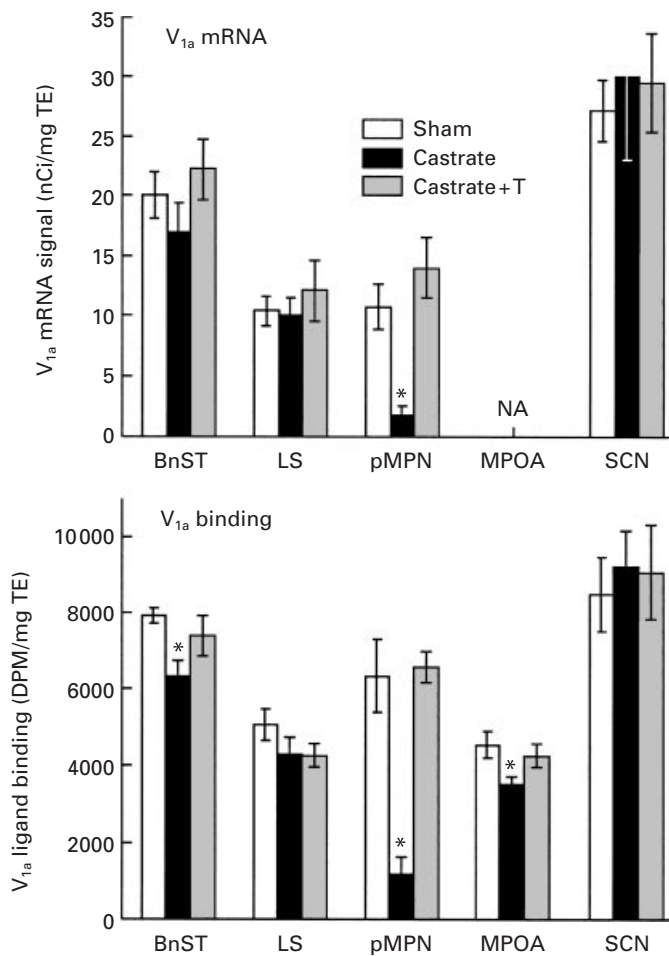 V1a mRNA
V1a mRNA signal (nCi/mg TE)
35
30
25
20
15
10
5
0
Sham
Castrate
Castrate+T
*
NA
BnST LS pMPN MPOA SCN
V1a binding
V1a ligand binding (DPM/mg TE)
10000
8000
6000
4000
2000
0
*
*
*
BnST LS pMPN MPOA SCN